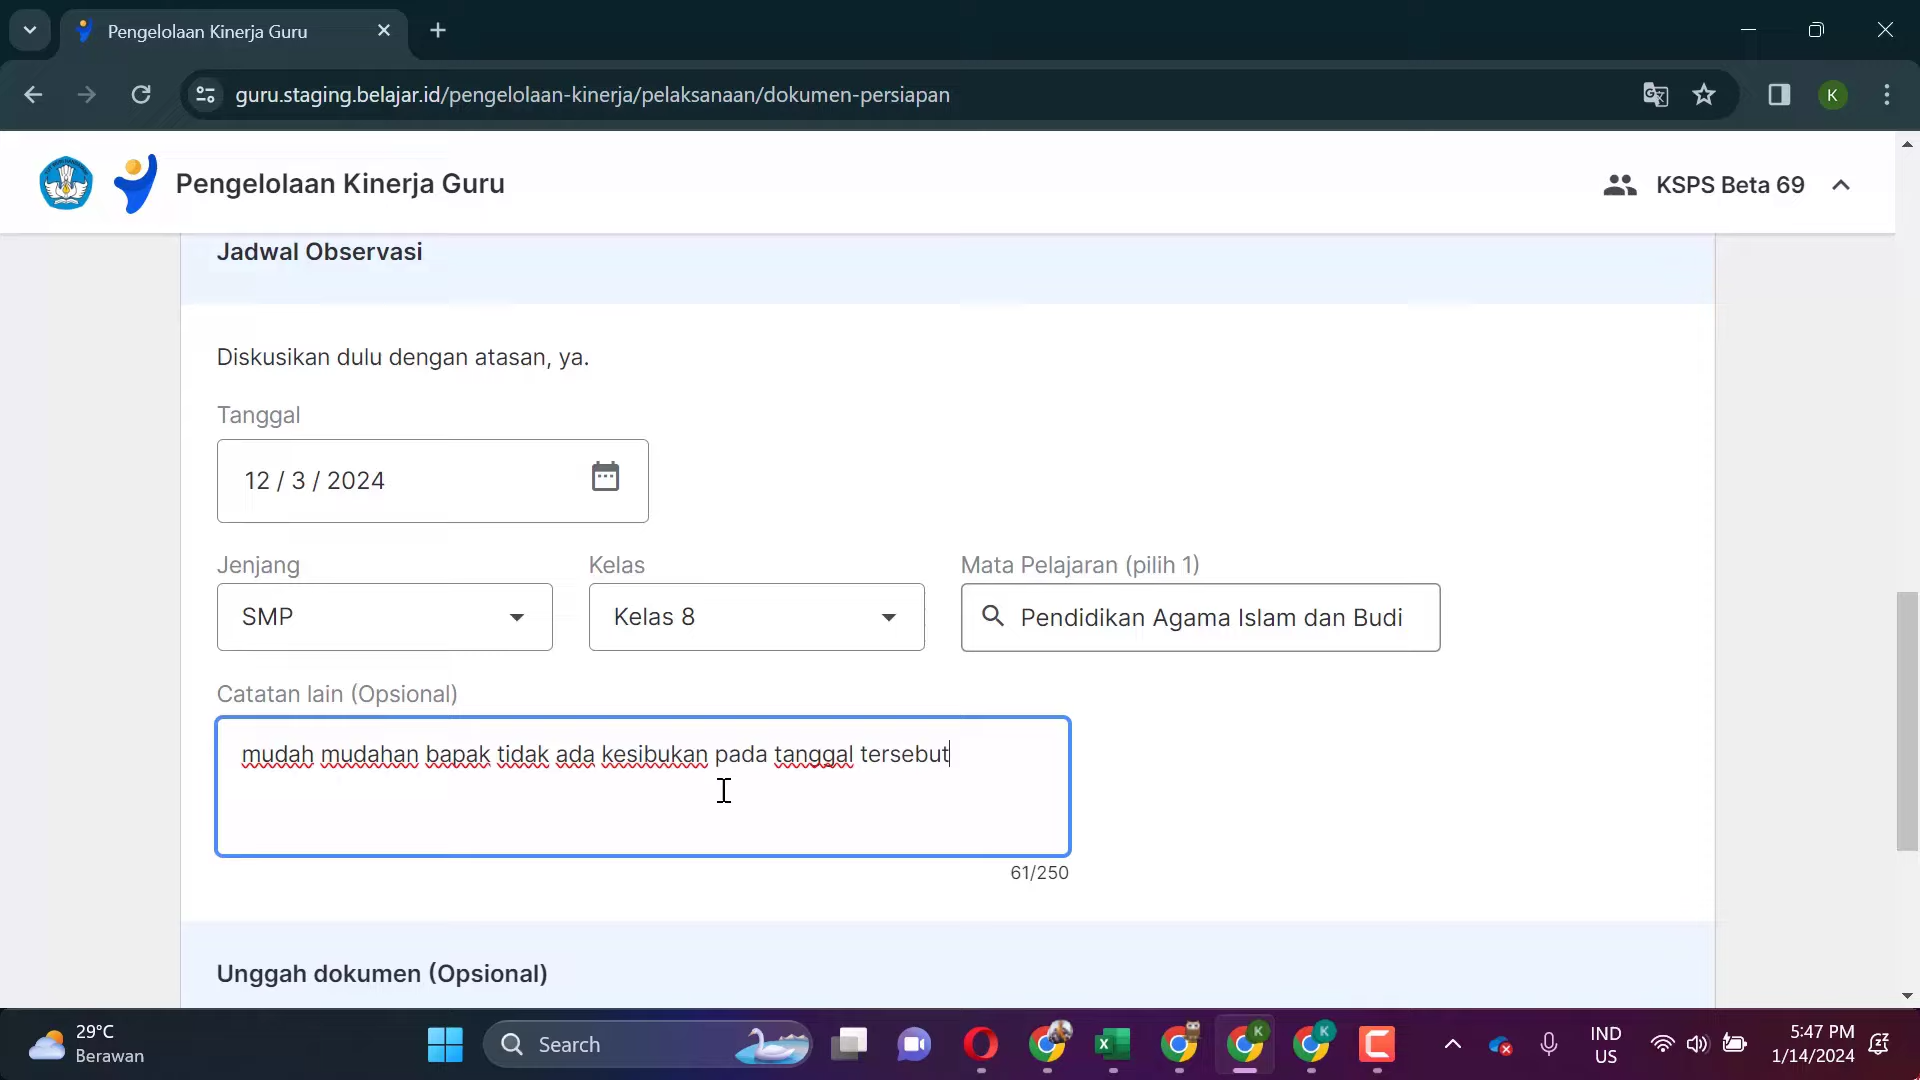 Pengelolaan Kinerja Guru
guru.staging.belajar.id/pengelolaan-kinerja/pelaksanaan/dokumen-persiapan
K
Pengelolaan Kinerja Guru
KSPS Beta 69
Jadwal Observasi
Diskusikan dulu dengan atasan, ya.
Tanggal
12 / 3 / 2024
Jenjang
Kelas
Mata Pelajaran (pilih 1)
SMP
Kelas 8
Pendidikan Agama Islam dan Budi
Catatan lain (Opsional)
mudah mudahan bapak tidak ada kesibukan pada tanggal tersebut
61/250
Unggah dokumen (Opsional)
29°C
Berawan
Search
K
K
IND
US
5:47 PM
1/14/2024